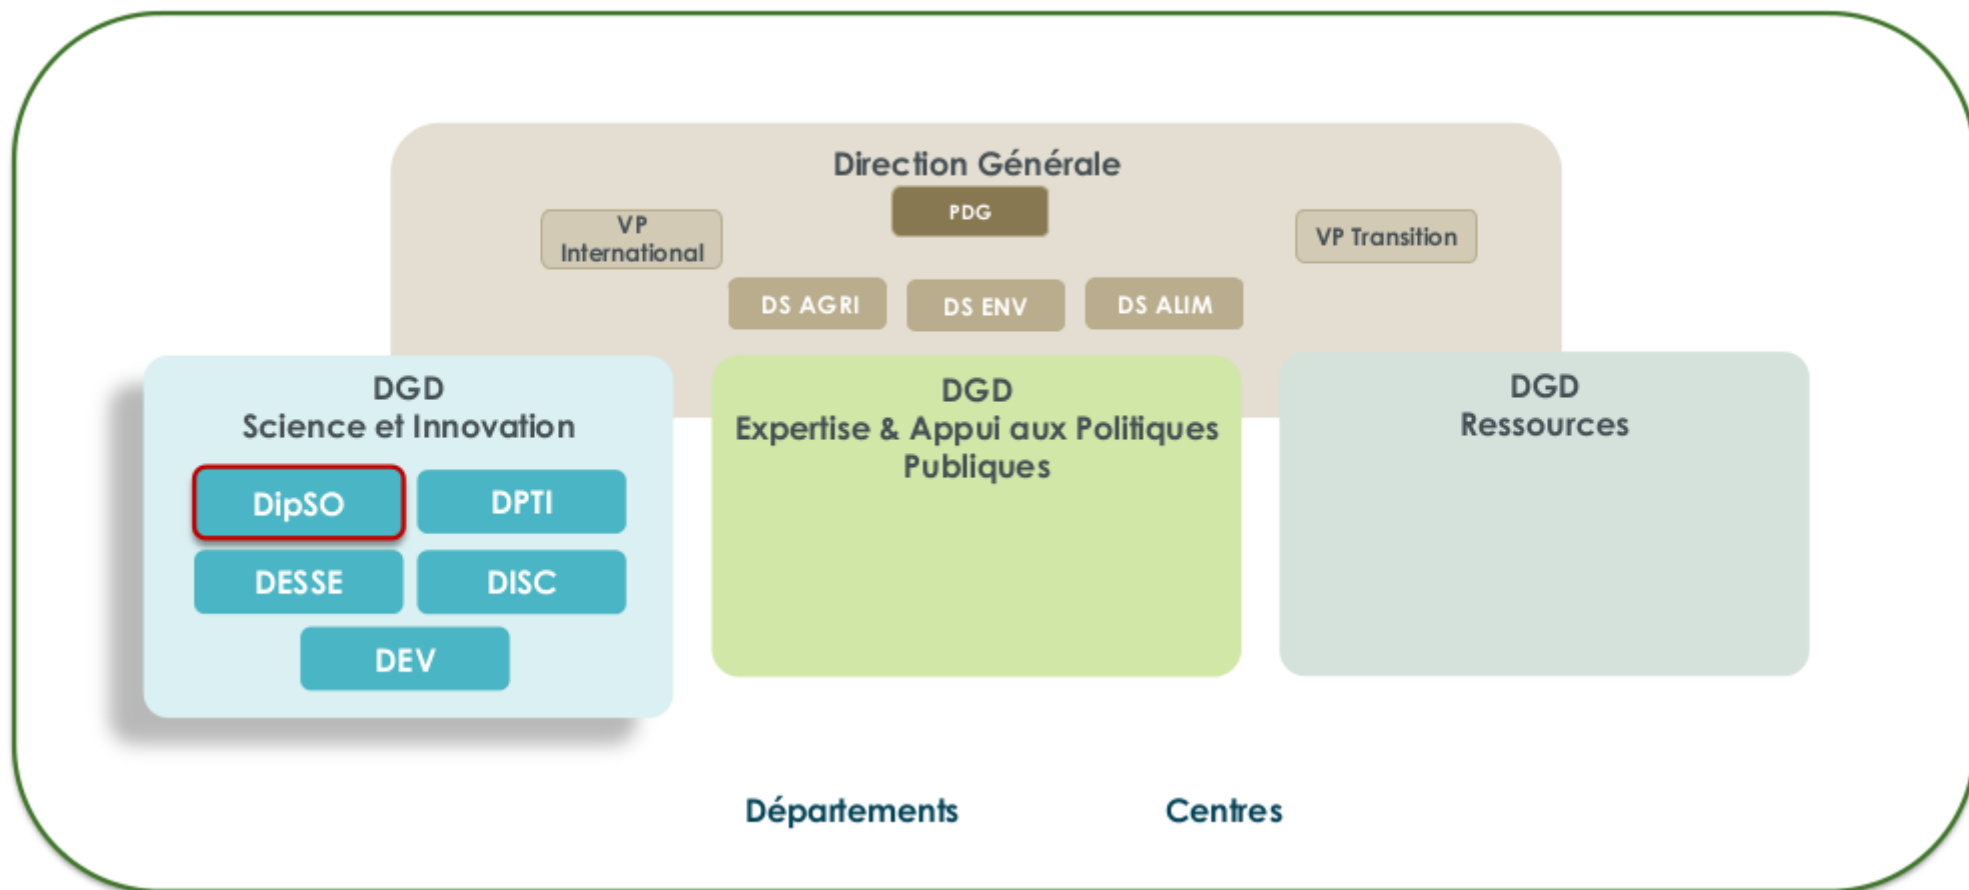 Direction Générale
PDG
VP
International
VP Transition
DS AGRI
DS ENV
DS ALIM
DGD
Science et Innovation
DipSO
DPTI
DESSE
DISC
DEV
DGD
Expertise & Appui aux Politiques
Publiques
DGD
Ressources
Départements
Centres